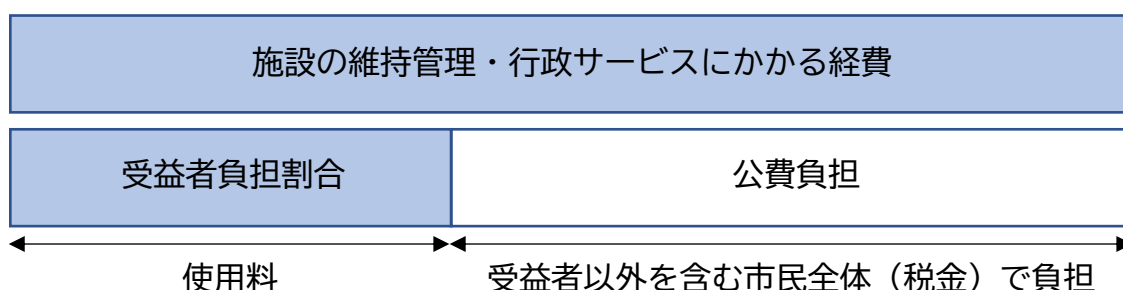 施設の維持管理・行政サービスにかかる経費
受益者負担割合
公費負担
使用料
受益者以外を含む市民全体（税金）で負担